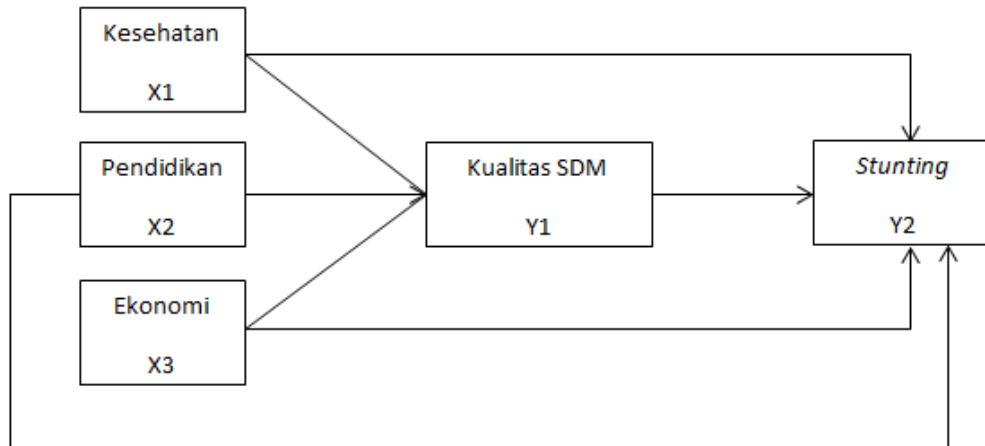 Kesehatan
X1
Pendidikan
X2
Ekonomi
X3
Kualitas SDM
Y1
Stunting
Y2